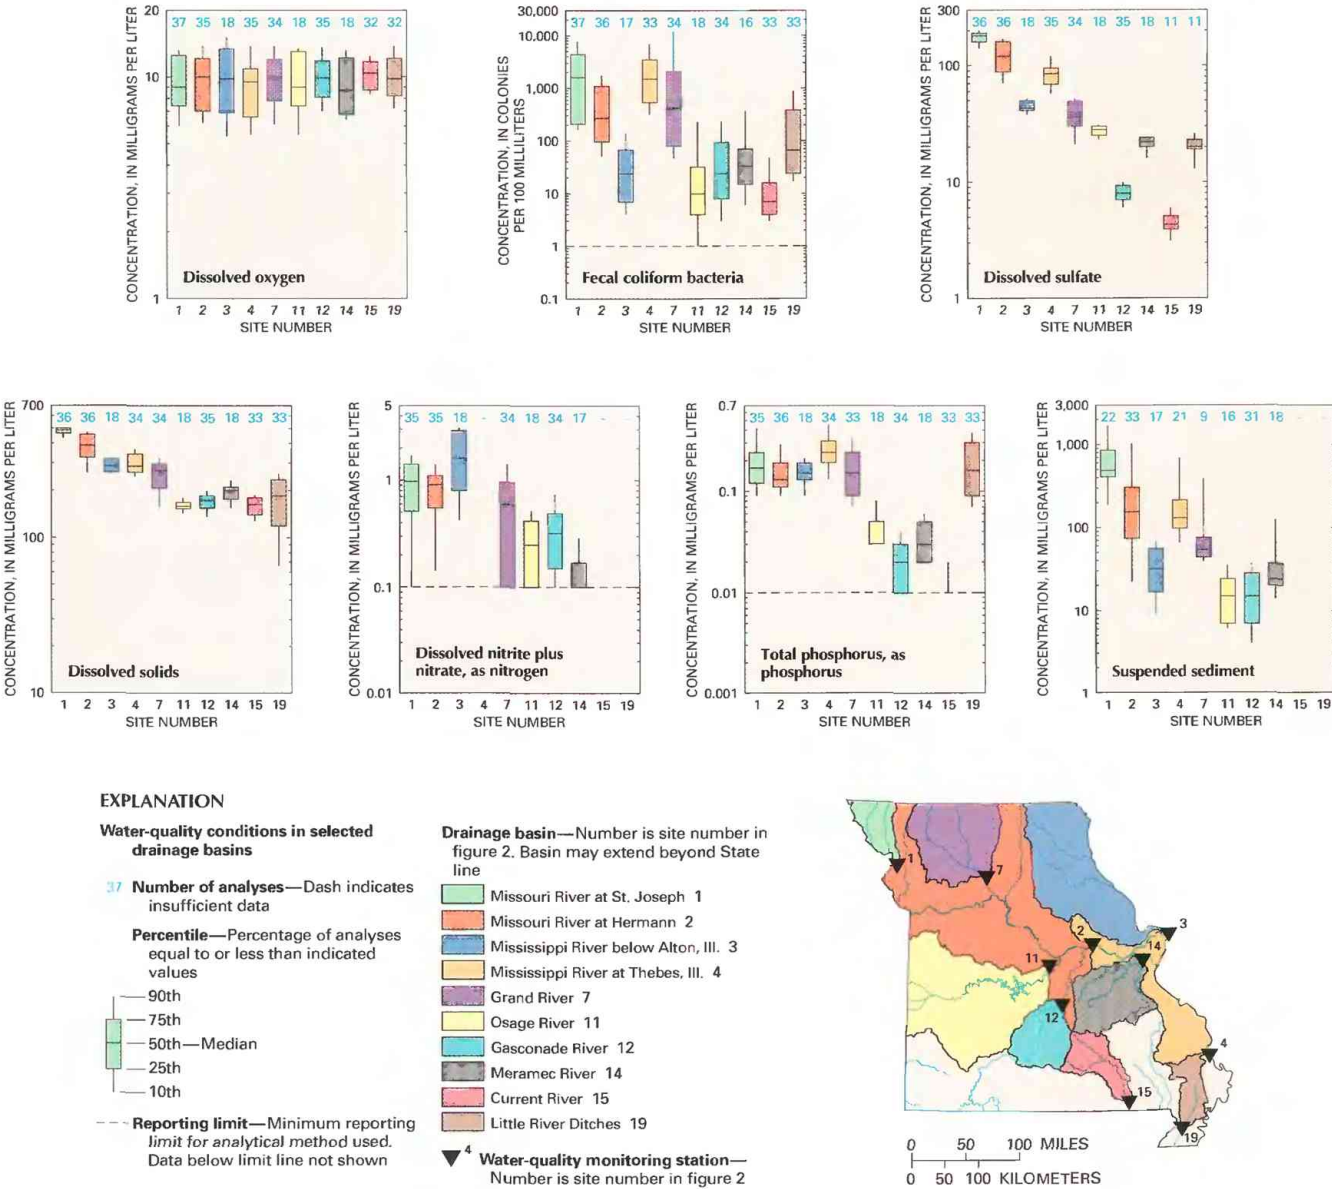 CONCENTRATION, IN MILLIGRAMS PER LITER
20
10
1
37 35 18 35 34 18 35 18 32 32
Dissolved oxygen
1 2 3 4 7 11 12 14 15 19
SITE NUMBER
CONCENTRATION, IN COLONIES
PER 100 MILLILITERS
30,000
10,000
1,000
100
10
1
0.1
37 36 17 33 34 18 34 16 33 33
Fecal coliform bacteria
1 2 3 4 7 11 12 14 15 19
SITE NUMBER
CONCENTRATION, IN MILLIGRAMS PER LITER
300
100
10
1
36 36 18 35 34 18 35 18 11 11
Dissolved sulfate
1 2 3 4 7 11 12 14 15 19
SITE NUMBER
CONCENTRATION, IN MILLIGRAMS PER LITER
700
100
10
36 36 18 34 34 18 35 18 33 33
Dissolved solids
1 2 3 4 7 11 12 14 15 19
SITE NUMBER
CONCENTRATION, IN MILLIGRAMS PER LITER
5
1
0.1
0.01
35 35 18 - 34 18 34 17 - -
Dissolved nitrite plus
nitrate, as nitrogen
1 2 3 4 7 11 12 14 15 19
SITE NUMBER
CONCENTRATION, IN MILLIGRAMS PER LITER
0.7
0.1
0.01
0.001
35 36 18 34 33 18 34 18 33 33
Total phosphorus, as
phosphorus
1 2 3 4 7 11 12 14 15 19
SITE NUMBER
CONCENTRATION, IN MILLIGRAMS PER LITER
3,000
1,000
100
10
1
22 33 17 21 9 16 31 18 - -
Suspended sediment
1 2 3 4 7 11 12 14 15 19
SITE NUMBER
EXPLANATION
Water-quality conditions in selected
drainage basins
37 Number of analyses—Dash indicates
insufficient data
Percentile—Percentage of analyses
equal to or less than indicated
values
90th
75th
50th—Median
25th
10th
Reporting limit—Minimum reporting
limit for analytical method used.
Data below limit line not shown
Drainage basin—Number is site number in
figure 2. Basin may extend beyond State
line
Missouri River at St. Joseph 1
Missouri River at Hermann 2
Mississippi River below Alton, Ill. 3
Mississippi River at Thebes, Ill. 4
Grand River 7
Osage River 11
Gasconade River 12
Meramec River 14
Current River 15
Little River Ditches 19
4 Water-quality monitoring station—
Number is site number in figure 2
1
7
3
2
14
11
12
4
15
19
0 50 100 MILES
0 50 100 KILOMETERS